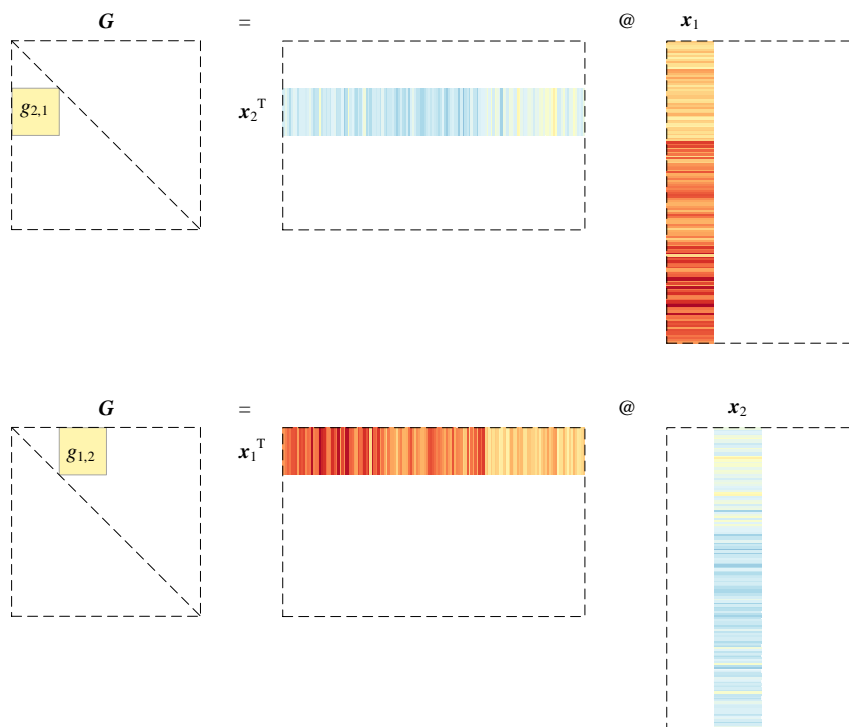 G = @ x₁
g₂,₁ x₂ᵀ
G = @ x₂
g₁,₂ x₁ᵀ